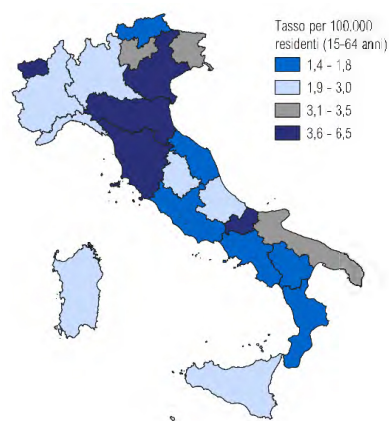 Tasso per 100.000
residenti (15-64 anni)
1,4 - 1,8
1,9 - 3,0
3,1 - 3,5
3,6 - 6,5